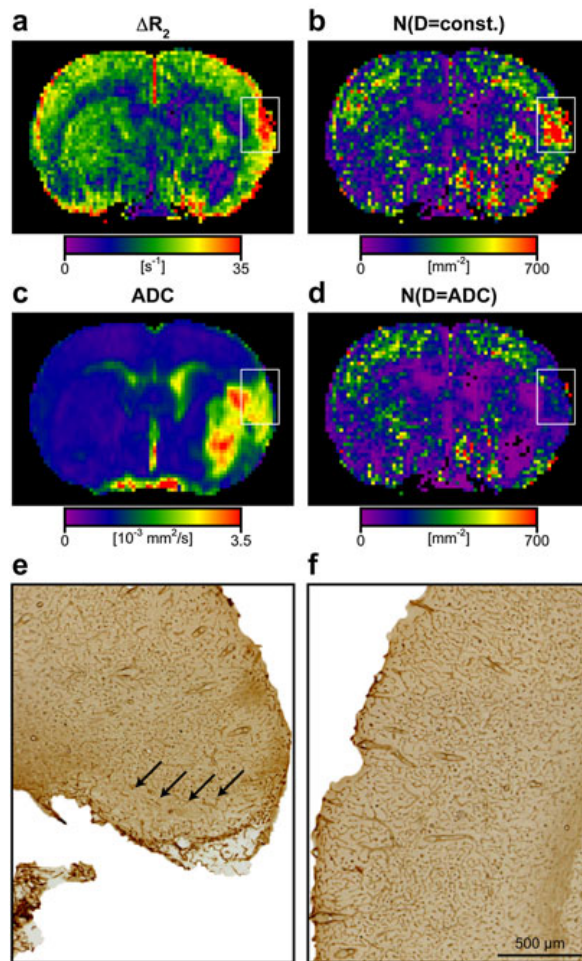 a ΔR₂
b N(D=const.)
0 [s⁻¹] 35
0 [mm⁻²] 700
c ADC
d N(D=ADC)
0 [10⁻³ mm²/s] 3.5
0 [mm⁻²] 700
e
f
500 µm